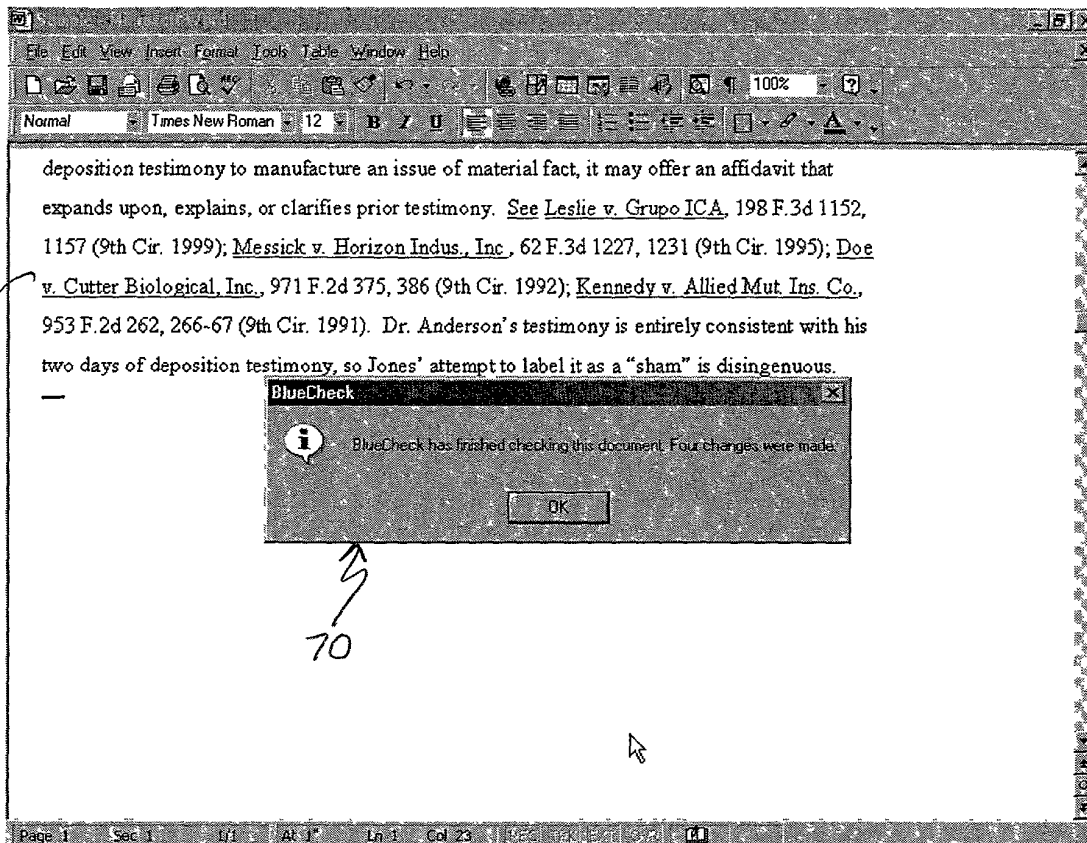 File Edit View Insert Format Tools Table Window Help
100%
Normal Times New Roman 12 B I U A
deposition testimony to manufacture an issue of material fact, it may offer an affidavit that
expands upon, explains, or clarifies prior testimony. See Leslie v. Grupo ICA, 198 F.3d 1152,
1157 (9th Cir. 1999); Messick v. Horizon Indus., Inc., 62 F.3d 1227, 1231 (9th Cir. 1995); Doe
v. Cutter Biological, Inc., 971 F.2d 375, 386 (9th Cir. 1992); Kennedy v. Allied Mut. Ins. Co.,
953 F.2d 262, 266-67 (9th Cir. 1991). Dr. Anderson's testimony is entirely consistent with his
two days of deposition testimony, so Jones' attempt to label it as a “sham” is disingenuous.
BlueCheck
BlueCheck has finished checking this document. Four changes were made.
OK
70
Page 1 Sec 1 1/1 At 1" Ln 1 Col 23